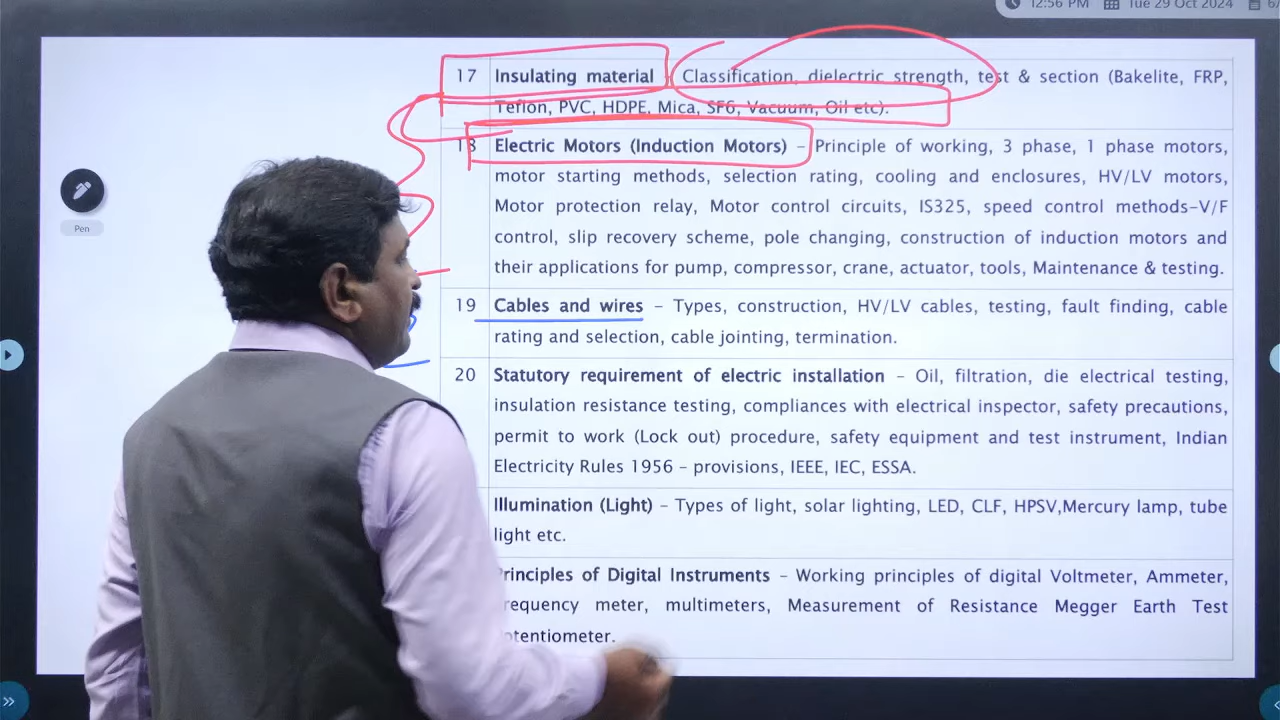 12:56 PM Tue 29 Oct 2024
17 Insulating material - Classification, dielectric strength, test & section (Bakelite, FRP,
Teflon, PVC, HDPE, Mica, SF6, Vacuum, Oil etc).
18 Electric Motors (Induction Motors) – Principle of working, 3 phase, 1 phase motors,
motor starting methods, selection rating, cooling and enclosures, HV/LV motors,
Motor protection relay, Motor control circuits, IS325, speed control methods-V/F
control, slip recovery scheme, pole changing, construction of induction motors and
their applications for pump, compressor, crane, actuator, tools, Maintenance & testing.
Pen
19 Cables and wires – Types, construction, HV/LV cables, testing, fault finding, cable
rating and selection, cable jointing, termination.
20 Statutory requirement of electric installation – Oil, filtration, die electrical testing,
insulation resistance testing, compliances with electrical inspector, safety precautions,
permit to work (Lock out) procedure, safety equipment and test instrument, Indian
Electricity Rules 1956 – provisions, IEEE, IEC, ESSA.
Illumination (Light) – Types of light, solar lighting, LED, CLF, HPSV,Mercury lamp, tube
light etc.
Principles of Digital Instruments – Working principles of digital Voltmeter, Ammeter,
requency meter, multimeters, Measurement of Resistance Megger Earth Test
otentiometer.